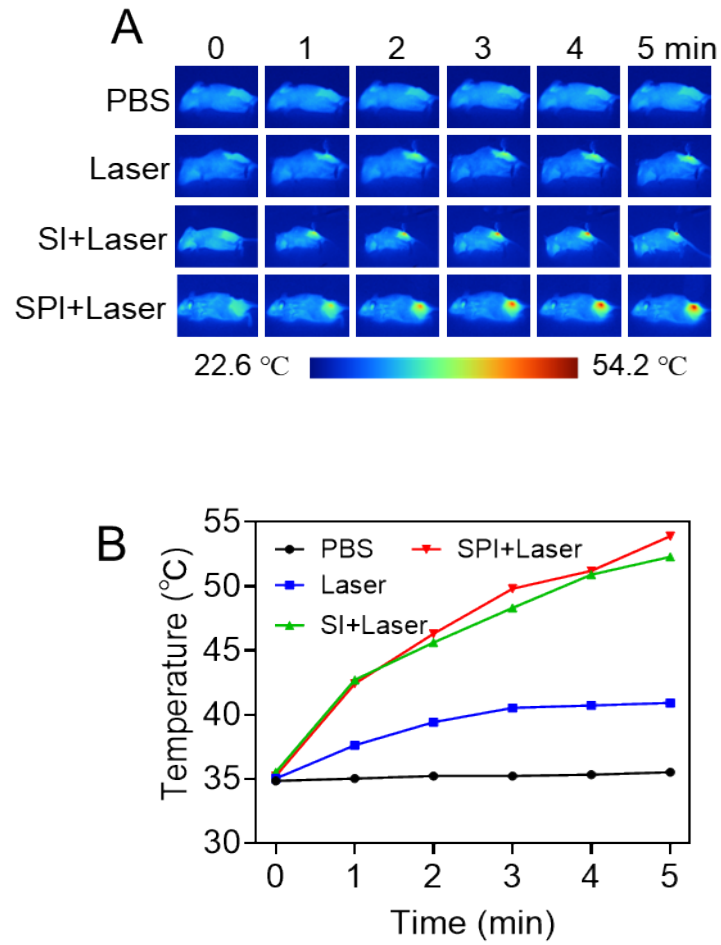 A
0 1 2 3 4 5 min
PBS
Laser
SI+Laser
SPI+Laser
22.6 ℃ 54.2 ℃
B
55
50
45
40
35
30
Temperature (℃)
PBS SPI+Laser
Laser
SI+Laser
0 1 2 3 4 5
Time (min)